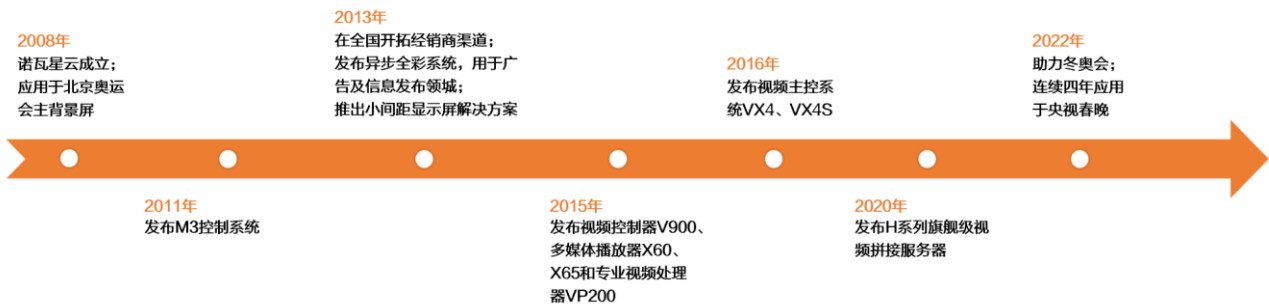 2008年
诺瓦星云成立；
应用于北京奥运
会主背景屏
2011年
发布M3控制系统
2013年
在全国开拓经销商渠道；
发布异步全彩系统，用于广
告及信息发布领城；
推出小间距显示屏解决方案
2015年
发布视频控制器V900、
多媒体播放器X60、
X65和专业视频处理
器VP200
2016年
发布视频主控系
统VX4、VX4S
2020年
发布H系列旗舰级视
频拼接服务器
2022年
助力冬奥会；
连续四年应用
于央视春晚